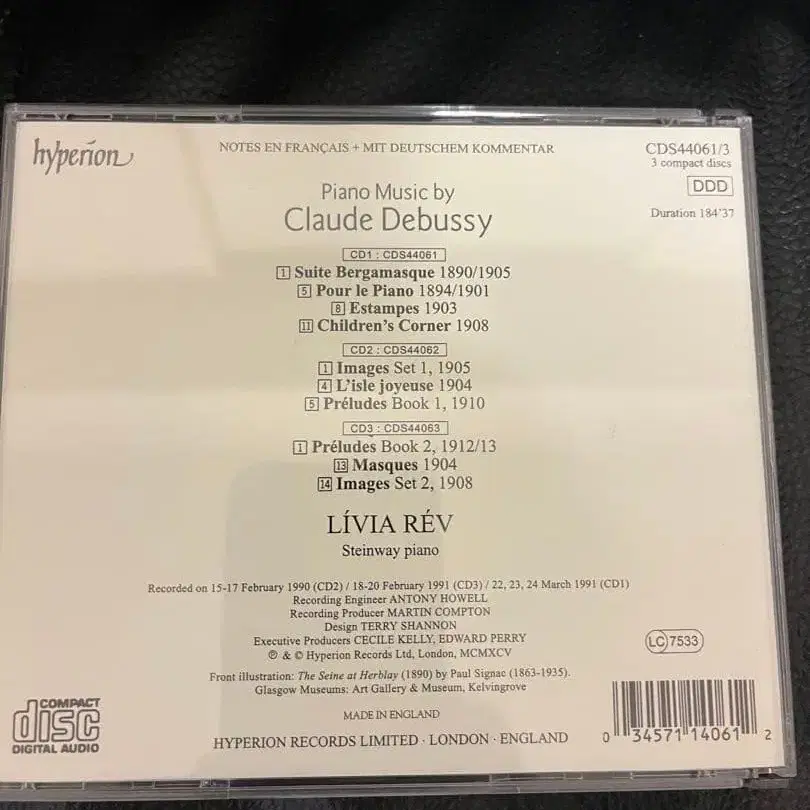 hyperion
NOTES EN FRANÇAIS + MIT DEUTSCHEM KOMMENTAR
CDS44061/3
3 compact discs
DDD
Duration 184'37
Piano Music by
Claude Debussy
CD1 : CDS44061
1 Suite Bergamasque 1890/1905
5 Pour le Piano 1894/1901
8 Estampes 1903
11 Children's Corner 1908
CD2 : CDS44062
1 Images Set 1, 1905
4 L'isle joyeuse 1904
5 Préludes Book 1, 1910
CD3 : CDS44063
1 Préludes Book 2, 1912/13
13 Masques 1904
14 Images Set 2, 1908
LÍVIA RÉV
Steinway piano
Recorded on 15-17 February 1990 (CD2) / 18-20 February 1991 (CD3) / 22, 23, 24 March 1991 (CD1)
Recording Engineer ANTONY HOWELL
Recording Producer MARTIN COMPTON
Design TERRY SHANNON
Executive Producers CECILE KELLY, EDWARD PERRY
℗ & © Hyperion Records Ltd, London, MCMXCV
LC 7533
Front illustration: The Seine at Herblay (1890) by Paul Signac (1863-1935).
Glasgow Museums: Art Gallery & Museum, Kelvingrove
MADE IN ENGLAND
HYPERION RECORDS LIMITED · LONDON · ENGLAND
COMPACT
disc
DIGITAL AUDIO
0 34571 14061 2